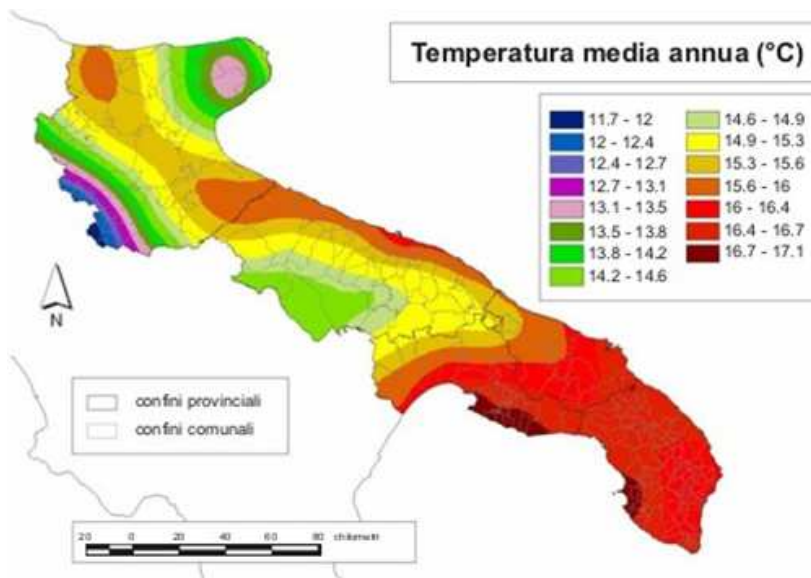 Temperatura media annua (°C)
11.7 - 12
12 - 12.4
12.4 - 12.7
12.7 - 13.1
13.1 - 13.5
13.5 - 13.8
13.8 - 14.2
14.2 - 14.6
14.6 - 14.9
14.9 - 15.3
15.3 - 15.6
15.6 - 16
16 - 16.4
16.4 - 16.7
16.7 - 17.1
N
confini provinciali
confini comunali
20 0 20 40 60 80 chilometri